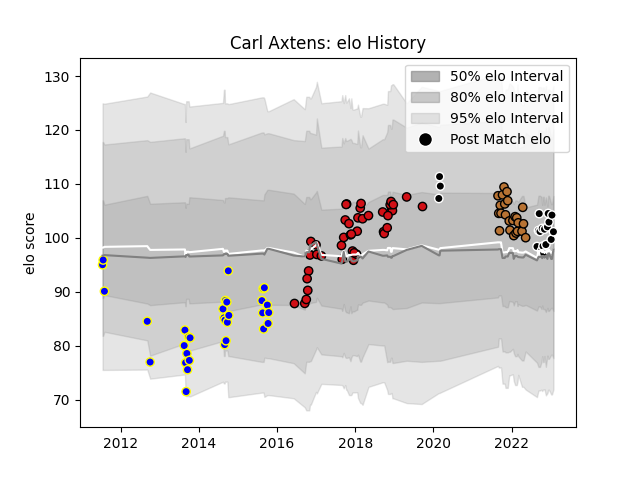 Carl Axtens: elo History
50% elo Interval
80% elo Interval
95% elo Interval
Post Match elo
elo score
130
120
110
100
90
80
70
2012 2014 2016 2018 2020 2022